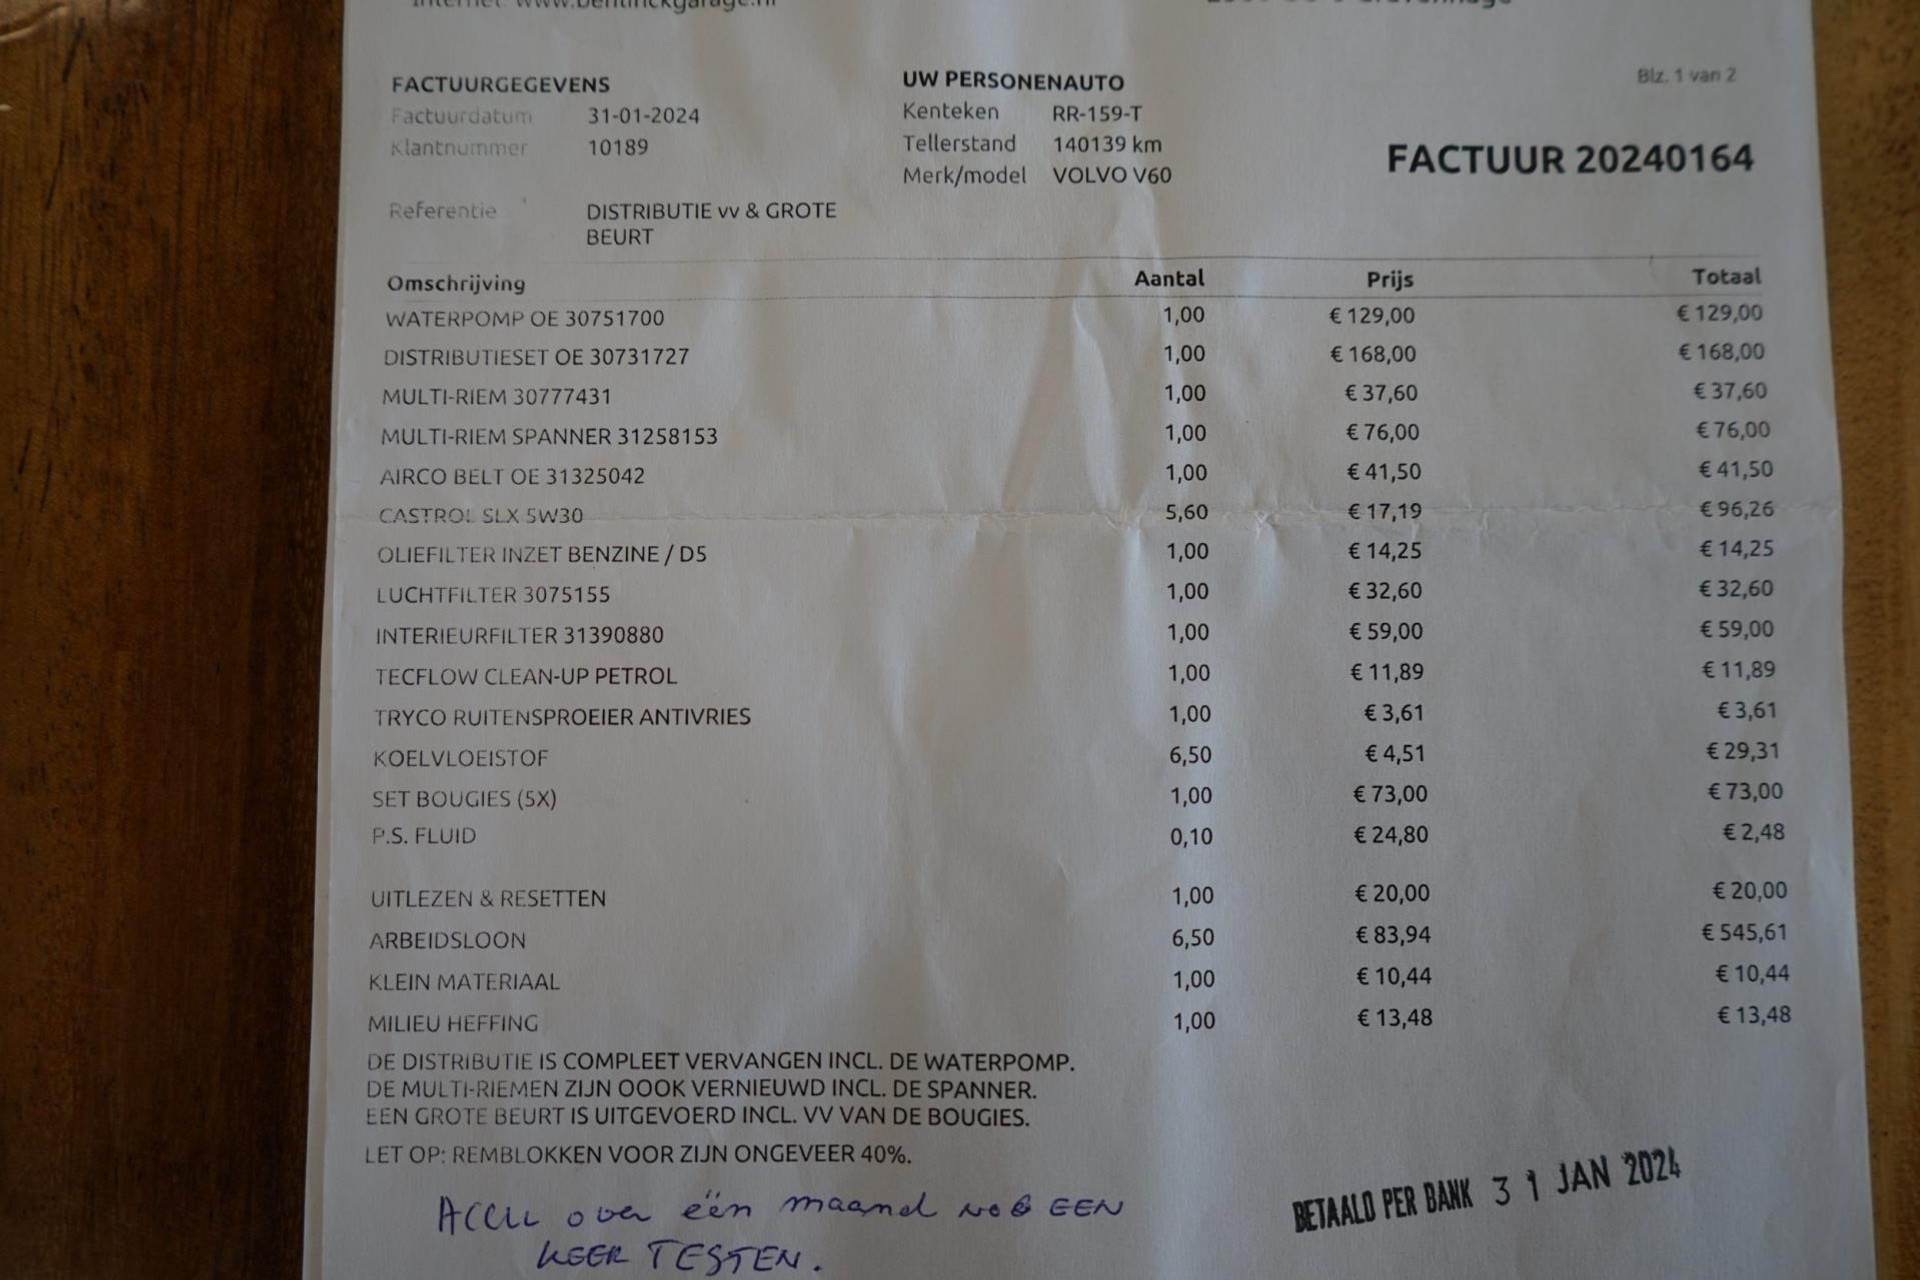 Internet www.bentinckgarage.nl
FACTUURGEGEVENS
Factuurdatum 31-01-2024
Klantnummer 10189
Referentie DISTRIBUTIE vv & GROTE
BEURT
UW PERSONENAUTO
Kenteken RR-159-T
Tellerstand 140139 km
Merk/model VOLVO V60
Blz. 1 van 2
FACTUUR 20240164
Omschrijving Aantal Prijs Totaal
WATERPOMP OE 30751700 1,00 € 129,00 € 129,00
DISTRIBUTIESET OE 30731727 1,00 € 168,00 € 168,00
MULTI-RIEM 30777431 1,00 € 37,60 € 37,60
MULTI-RIEM SPANNER 31258153 1,00 € 76,00 € 76,00
AIRCO BELT OE 31325042 1,00 € 41,50 € 41,50
CASTROL SLX 5W30 5,60 € 17,19 € 96,26
OLIEFILTER INZET BENZINE / D5 1,00 € 14,25 € 14,25
LUCHTFILTER 3075155 1,00 € 32,60 € 32,60
INTERIEURFILTER 31390880 1,00 € 59,00 € 59,00
TECFLOW CLEAN-UP PETROL 1,00 € 11,89 € 11,89
TRYCO RUITENSPROEIER ANTIVRIES 1,00 € 3,61 € 3,61
KOELVLOEISTOF 6,50 € 4,51 € 29,31
SET BOUGIES (5X) 1,00 € 73,00 € 73,00
P.S. FLUID 0,10 € 24,80 € 2,48
UITLEZEN & RESETTEN 1,00 € 20,00 € 20,00
ARBEIDSLOON 6,50 € 83,94 € 545,61
KLEIN MATERIAAL 1,00 € 10,44 € 10,44
MILIEU HEFFING 1,00 € 13,48 € 13,48
DE DISTRIBUTIE IS COMPLEET VERVANGEN INCL. DE WATERPOMP.
DE MULTI-RIEMEN ZIJN OOOK VERNIEUWD INCL. DE SPANNER.
EEN GROTE BEURT IS UITGEVOERD INCL. VV VAN DE BOUGIES.
LET OP: REMBLOKKEN VOOR ZIJN ONGEVEER 40%.
ACCU over één maand NOG EEN
KEER TESTEN.
BETAALD PER BANK 31 JAN 2024